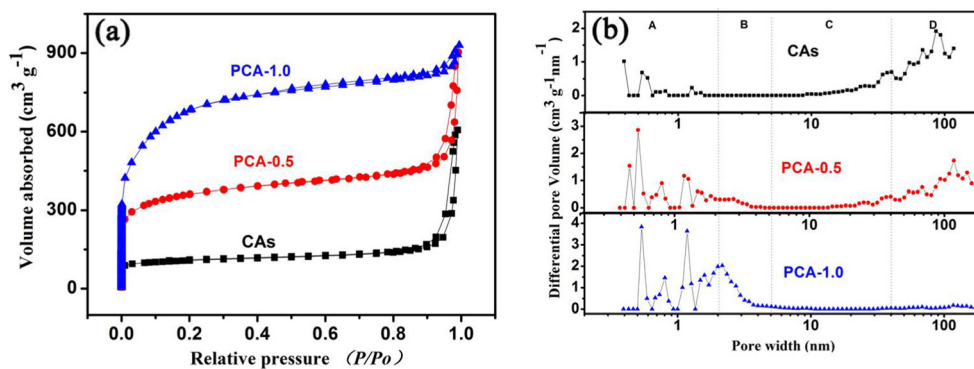 (a)
Volume absorbed (cm³ g⁻¹)
900
600
300
0
PCA-1.0
PCA-0.5
CAs
0.0 0.2 0.4 0.6 0.8 1.0
Relative pressure (P/Po)
(b)
Differential pore Volume (cm³ g⁻¹nm⁻¹)
A B C D
2
1
0
CAs
1 10 100
3
2
1
0
PCA-0.5
1 10 100
4
3
2
1
0
PCA-1.0
1 10 100
Pore width (nm)